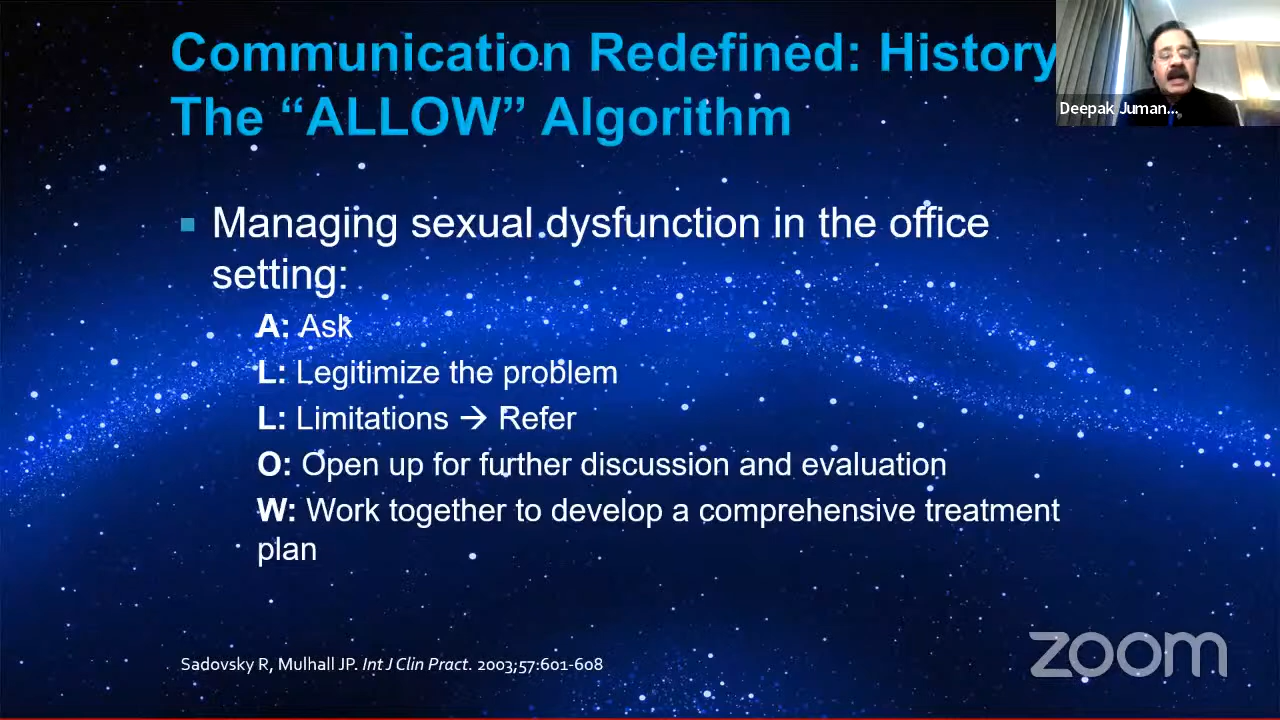 Communication Redefined: History
The “ALLOW” Algorithm
Deepak Juman...
▪ Managing sexual dysfunction in the office
setting:
A: Ask
L: Legitimize the problem
L: Limitations → Refer
O: Open up for further discussion and evaluation
W: Work together to develop a comprehensive treatment
plan
Sadovsky R, Mulhall JP. Int J Clin Pract. 2003;57:601-608
zoom